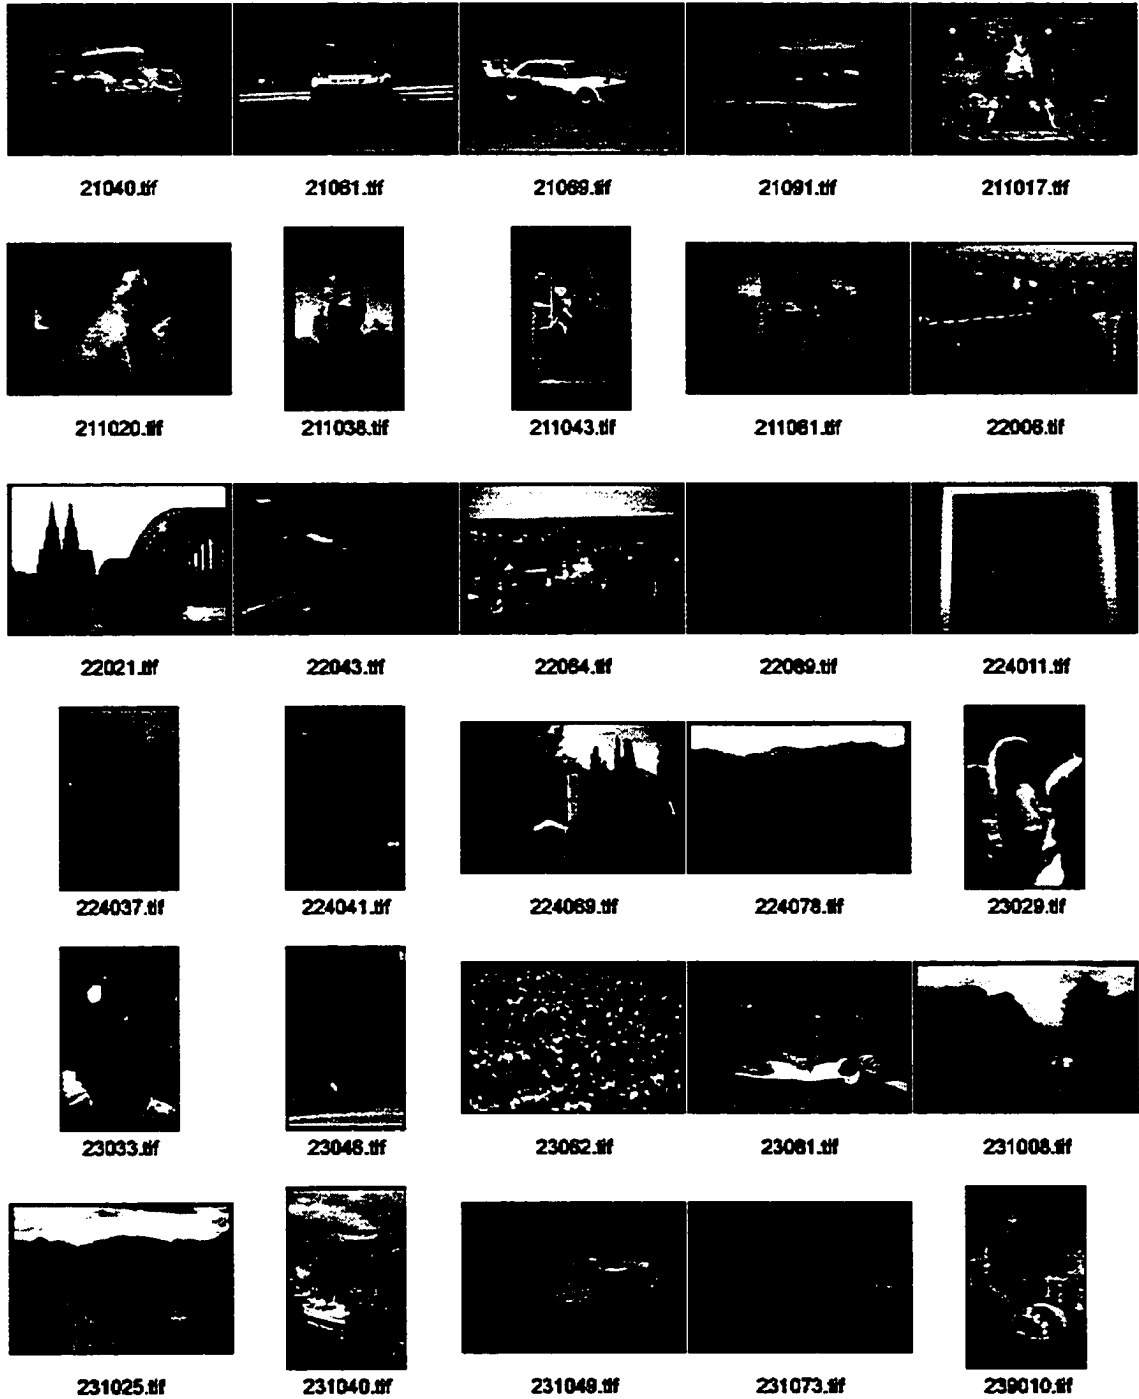 21040.tif 21061.tif 21069.tif 21091.tif 211017.tif
211020.tif 211038.tif 211043.tif 211061.tif 22006.tif
22021.tif 22043.tif 22064.tif 22089.tif 224011.tif
224037.tif 224041.tif 224069.tif 224078.tif 23029.tif
23033.tif 23046.tif 23062.tif 23081.tif 231008.tif
231025.tif 231040.tif 231049.tif 231073.tif 239010.tif